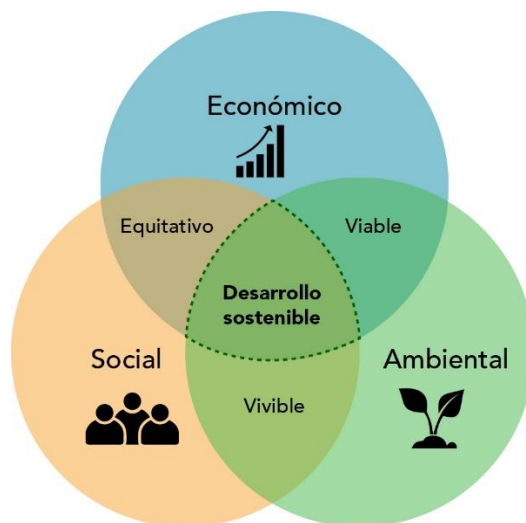 Económico
Equitativo
Viable
Desarrollo
sostenible
Social
Ambiental
Vivible